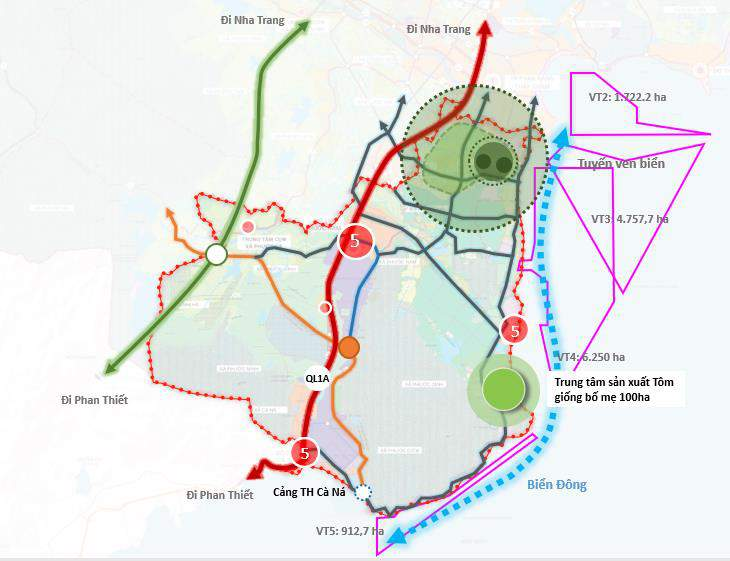 Đi Nha Trang
Đi Nha Trang
VT2: 1.722.2 ha
Tuyến ven biển
VT3: 4.757,7 ha
5
5
VT4: 6.250 ha
Đi Phan Thiết
QL1A
Trung tâm sản xuất Tôm
giống bố mẹ 100ha
5
Đi Phan Thiết
Cảng TH Cà Ná
Biển Đông
VT5: 912,7 ha